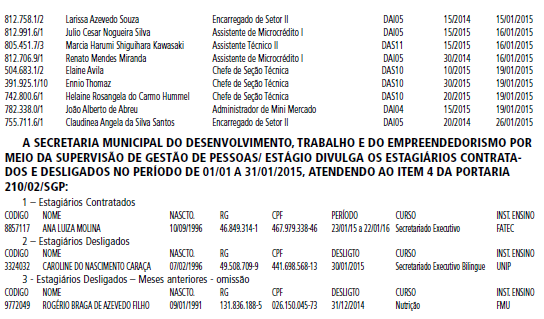 812.758.1/2 Larissa Azevedo Souza Encarregado de Setor II DAI05 15/2014 15/01/2015
812.991.6/1 Julio Cesar Nogueira Silva Assistente de Microcrédito I DAI05 15/2015 16/01/2015
805.451.7/3 Marcia Harumi Shiguihara Kawasaki Assistente Técnico II DAS11 15/2015 16/01/2015
812.706.9/1 Renato Mendes Miranda Assistente de Microcrédito I DAI05 30/2014 16/01/2015
504.683.1/2 Elaine Avila Chefe de Seção Técnica DAS10 10/2015 19/01/2015
391.925.1/10 Ennio Thomaz Chefe de Seção Técnica DAS10 30/2015 19/01/2015
742.800.6/1 Helaine Rosangela do Carmo Hummel Chefe de Seção Técnica DAS10 20/2015 19/01/2015
782.338.0/1 João Alberto de Abreu Administrador de Mini Mercado DAI04 15/2015 19/01/2015
755.711.6/1 Claudinea Angela da Silva Santos Encarregado de Setor II DAI05 20/2014 26/01/2015
A SECRETARIA MUNICIPAL DO DESENVOLVIMENTO, TRABALHO E DO EMPREENDEDORISMO POR
MEIO DA SUPERVISÃO DE GESTÃO DE PESSOAS/ ESTÁGIO DIVULGA OS ESTAGIÁRIOS CONTRATA-
DOS E DESLIGADOS NO PERÍODO DE 01/01 A 31/01/2015, ATENDENDO AO ITEM 4 DA PORTARIA
210/02/SGP:
1 – Estagiários Contratados
CODIGO NOME NASCTO. RG CPF PERÍODO CURSO INST. ENSINO
8857117 ANA LUIZA MOLINA 10/09/1996 46.849.314-1 467.979.338-46 23/01/15 a 22/01/16 Secretariado Executivo FATEC
2 – Estagiários Desligados
CODIGO NOME NASCTO. RG CPF DESLIGTO CURSO INST. ENSINO
3324032 CAROLINE DO NASCIMENTO CARAÇA 07/02/1996 49.508.709-9 441.698.568-13 30/01/2015 Secretariado Executivo Bilíngue UNIP
3 - Estagiários Desligados – Meses anteriores - omissão
CODIGO NOME NASCTO. RG CPF DESLIGTO CURSO INST. ENSINO
9772049 ROGÉRIO BRAGA DE AZEVEDO FILHO 09/01/1991 131.836.188-5 026.150.045-73 31/12/2014 Nutrição FMU